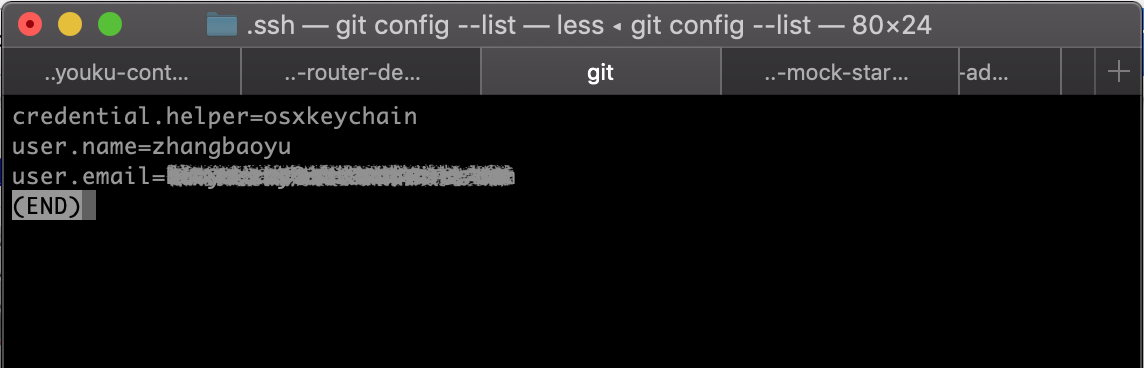 .ssh — git config --list — less ◂ git config --list — 80×24
..youku-cont... ..-router-de... git ..-mock-star... -ad... +
credential.helper=osxkeychain
user.name=zhangbaoyu
user.email=
(END)